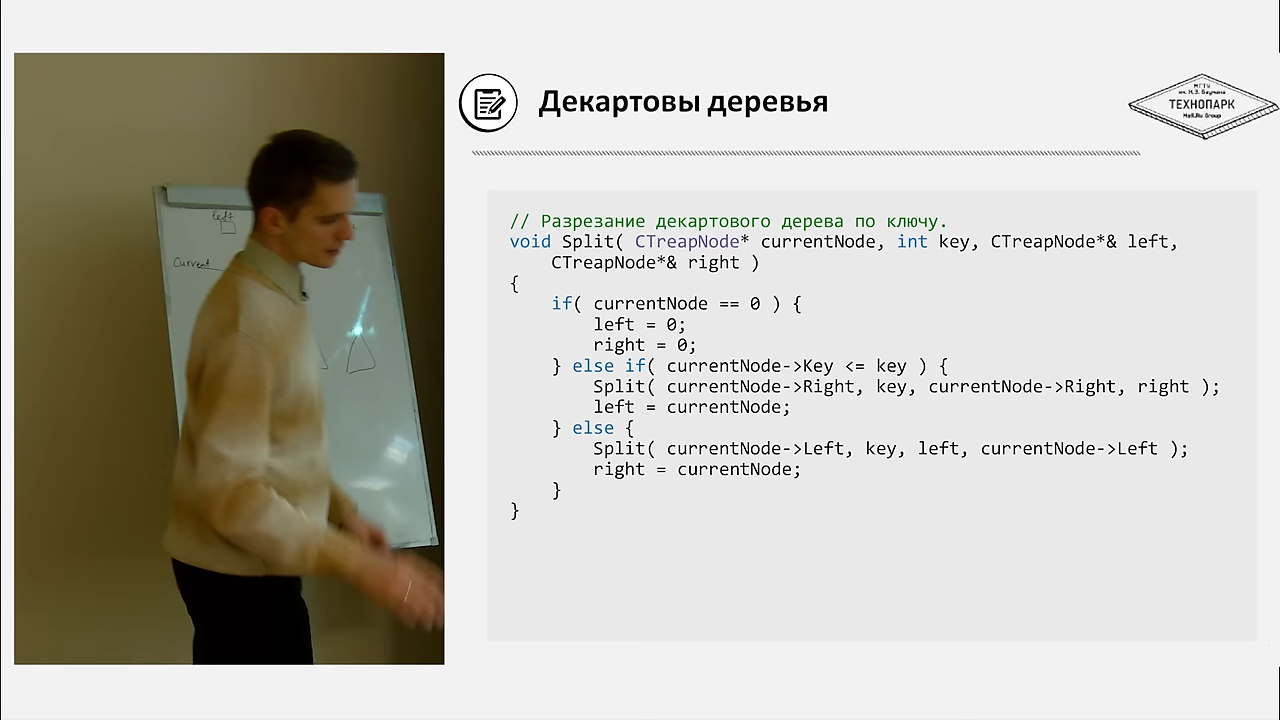 Декартовы деревья
МГТУ
им. Н.Э. Баумана
ТЕХНОПАРК
Mail.Ru Group
left
Current
// Разрезание декартового дерева по ключу.
void Split( CTreapNode* currentNode, int key, CTreapNode*& left,
    CTreapNode*& right )
{
    if( currentNode == 0 ) {
        left = 0;
        right = 0;
    } else if( currentNode->Key <= key ) {
        Split( currentNode->Right, key, currentNode->Right, right );
        left = currentNode;
    } else {
        Split( currentNode->Left, key, left, currentNode->Left );
        right = currentNode;
    }
}